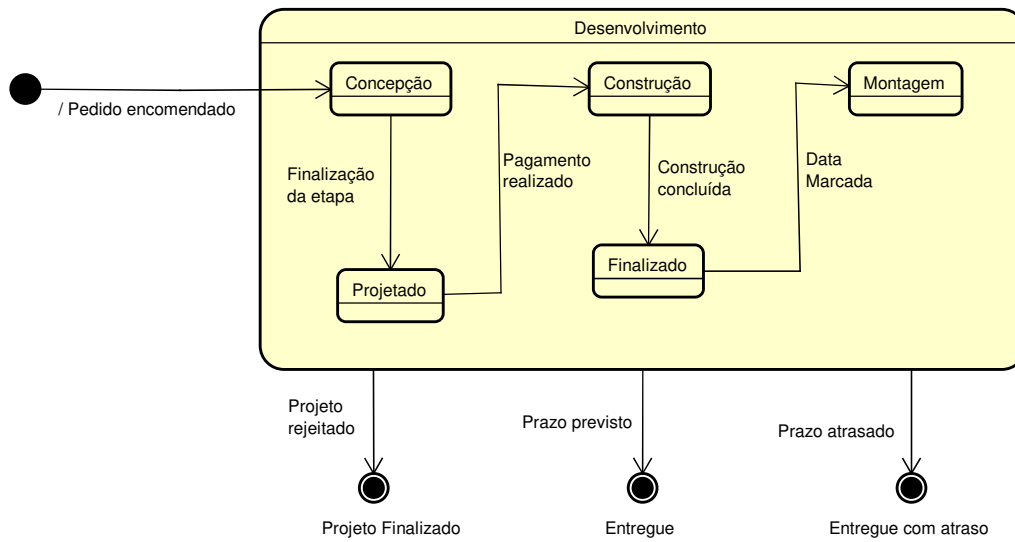 Desenvolvimento
Concepção
Construção
Montagem
/ Pedido encomendado
Finalização
da etapa
Pagamento
realizado
Construção
concluída
Data
Marcada
Projetado
Finalizado
Projeto
rejeitado
Prazo previsto
Prazo atrasado
Projeto Finalizado
Entregue
Entregue com atraso